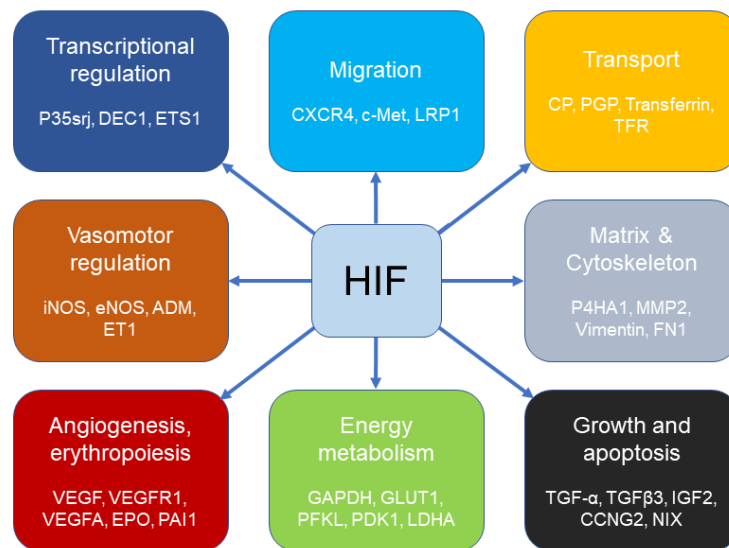 Transcriptional
regulation
P35srj, DEC1, ETS1
Migration
CXCR4, c-Met, LRP1
Transport
CP, PGP, Transferrin,
TFR
Vasomotor
regulation
iNOS, eNOS, ADM,
ET1
HIF
Matrix &
Cytoskeleton
P4HA1, MMP2,
Vimentin, FN1
Angiogenesis,
erythropoiesis
VEGF, VEGFR1,
VEGFA, EPO, PAI1
Energy
metabolism
GAPDH, GLUT1,
PFKL, PDK1, LDHA
Growth and
apoptosis
TGF-α, TGFβ3, IGF2,
CCNG2, NIX